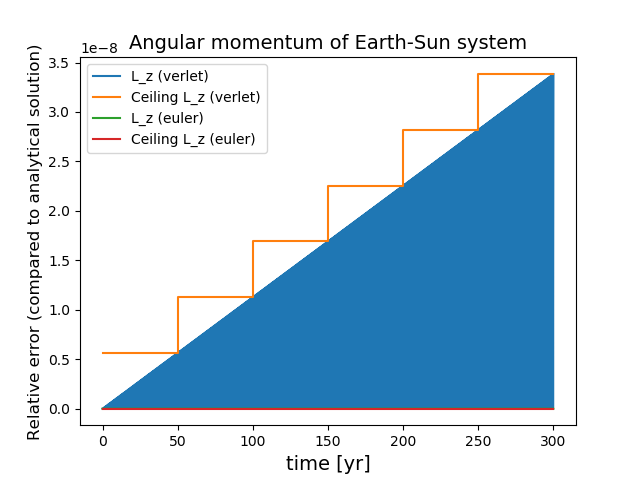 Angular momentum of Earth-Sun system
1e−8
Relative error (compared to analytical solution)
3.5
3.0
2.5
2.0
1.5
1.0
0.5
0.0
L_z (verlet)
Ceiling L_z (verlet)
L_z (euler)
Ceiling L_z (euler)
0 50 100 150 200 250 300
time [yr]